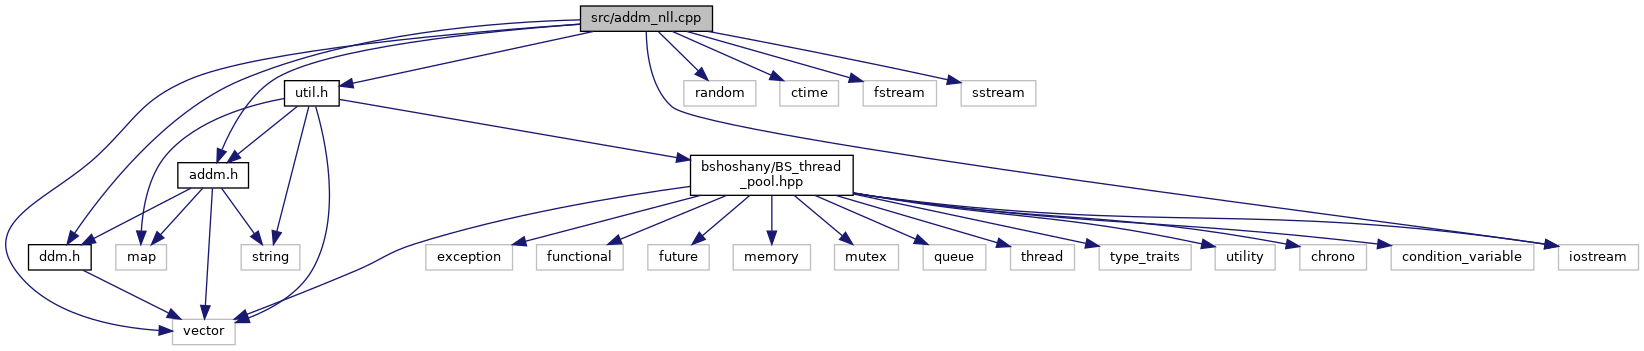 src/addm_nll.cpp
util.h
random
ctime
fstream
sstream
addm.h
bshoshany/BS_thread
_pool.hpp
ddm.h
map
string
exception
functional
future
memory
mutex
queue
thread
type_traits
utility
chrono
condition_variable
iostream
vector